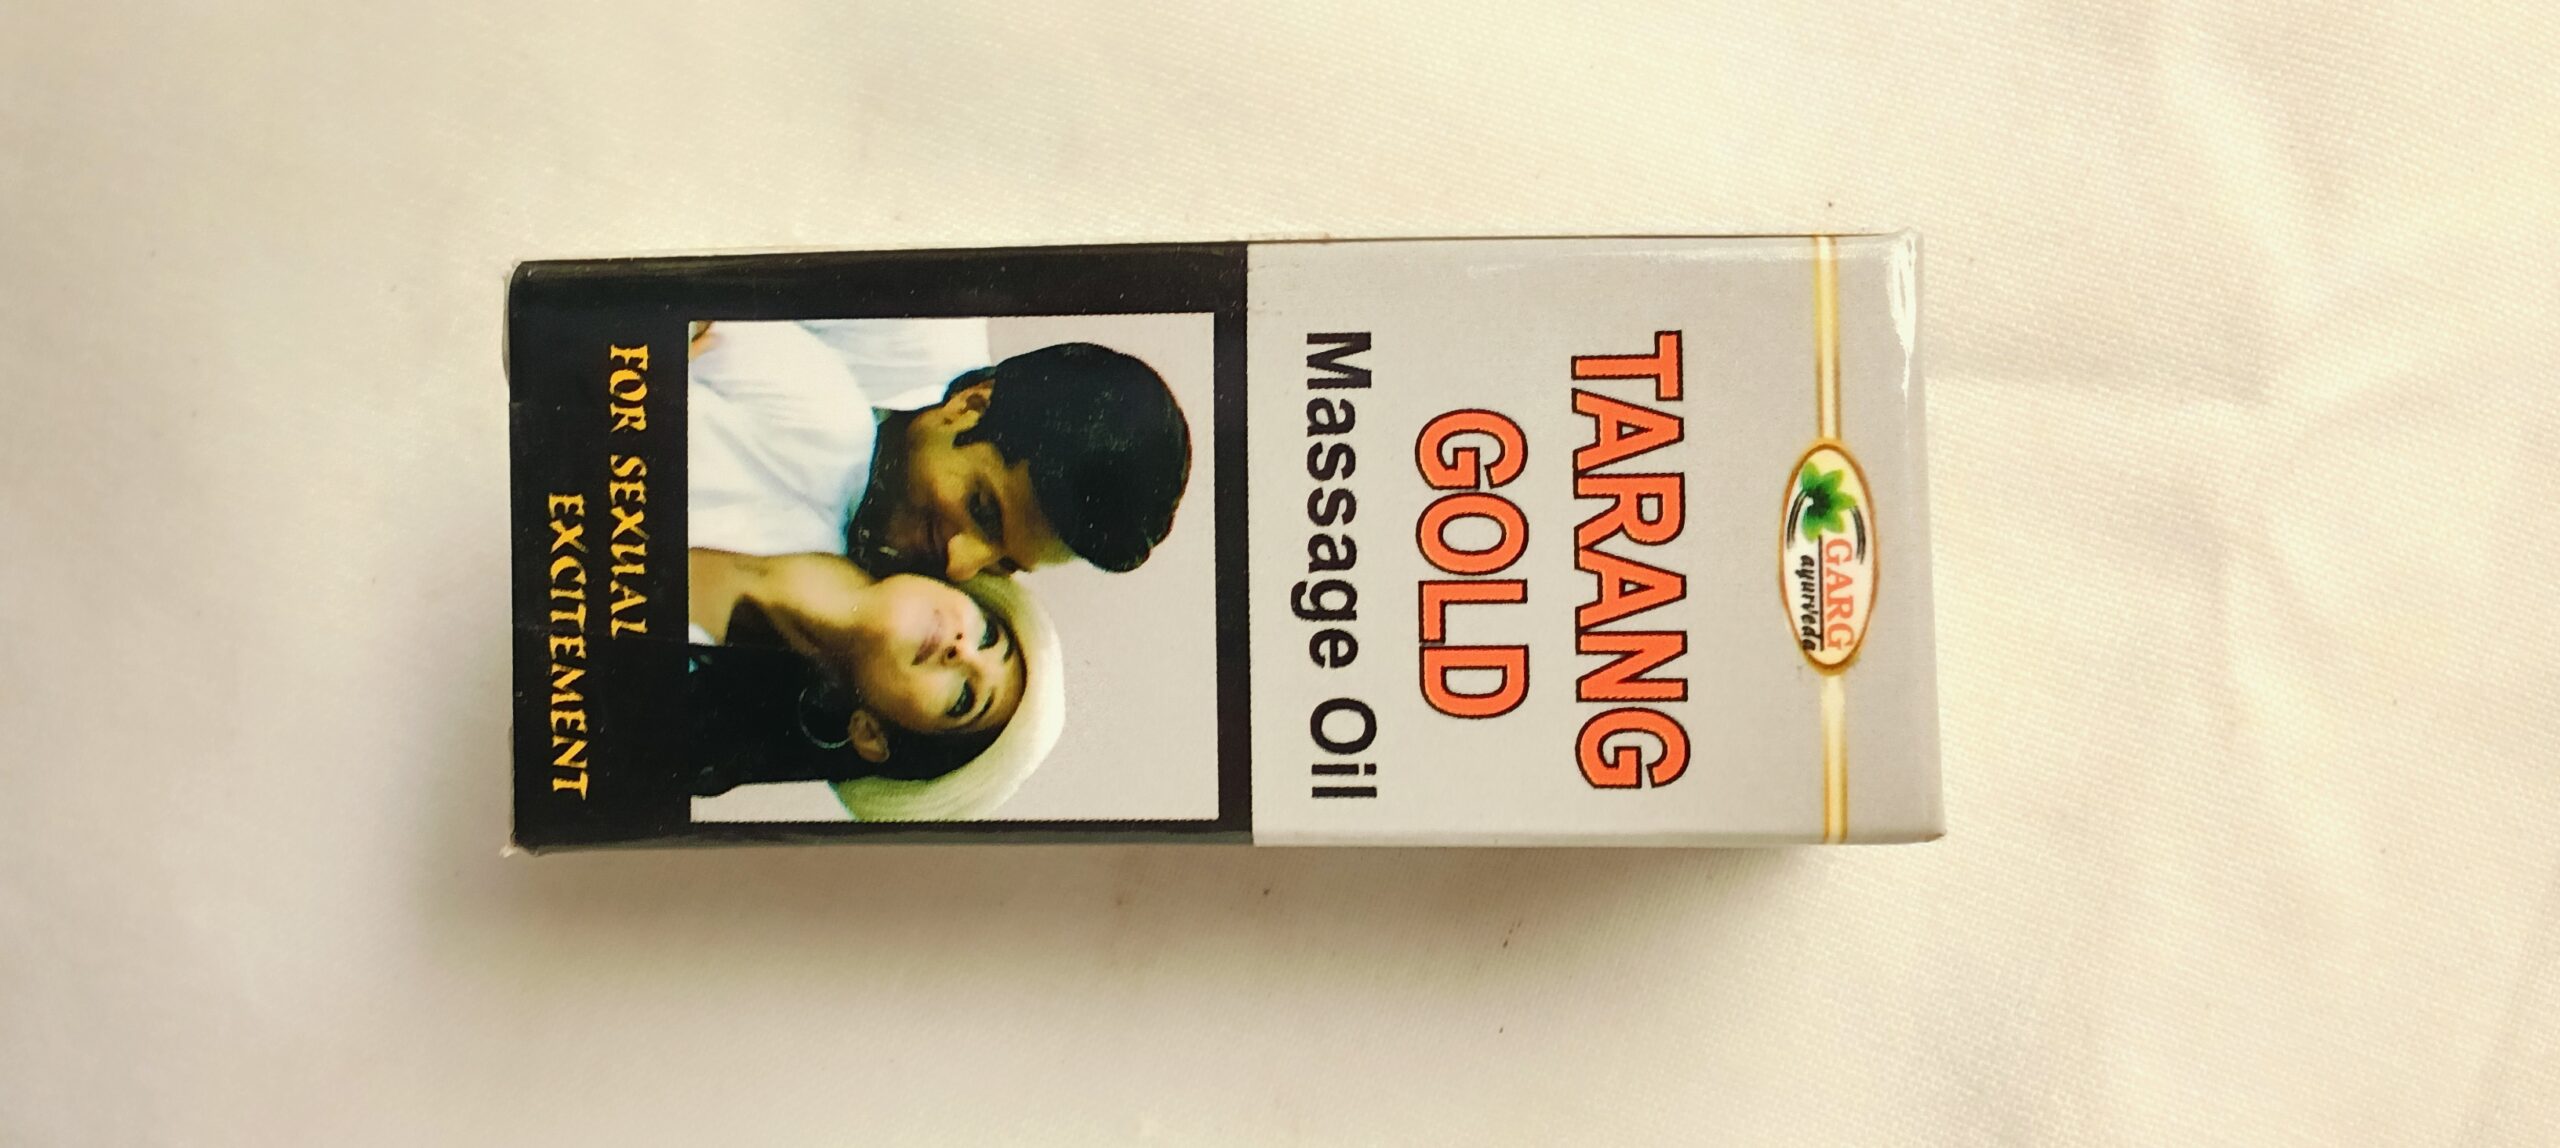 GARG
ayurveda
TARANG
GOLD
Massage Oil
FOR SEXUAL
EXCITEMENT